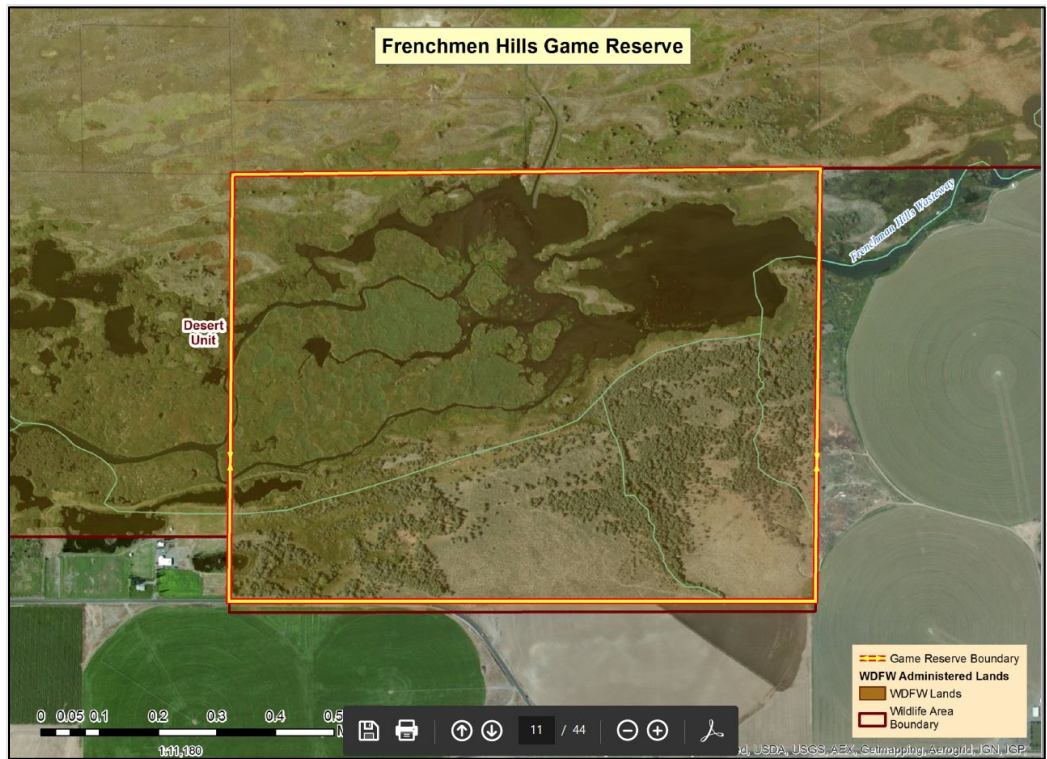 Frenchmen Hills Game Reserve
Frenchman Hills Wasteway
Desert
Unit
Game Reserve Boundary
WDFW Administered Lands
WDFW Lands
Wildlife Area
Boundary
0 0.05 0.1 0.2 0.3 0.4 0.5
1:11,180
11 / 44
USDA, USGS, AEX, Getmapping, Aerogrid, IGN, IGP,